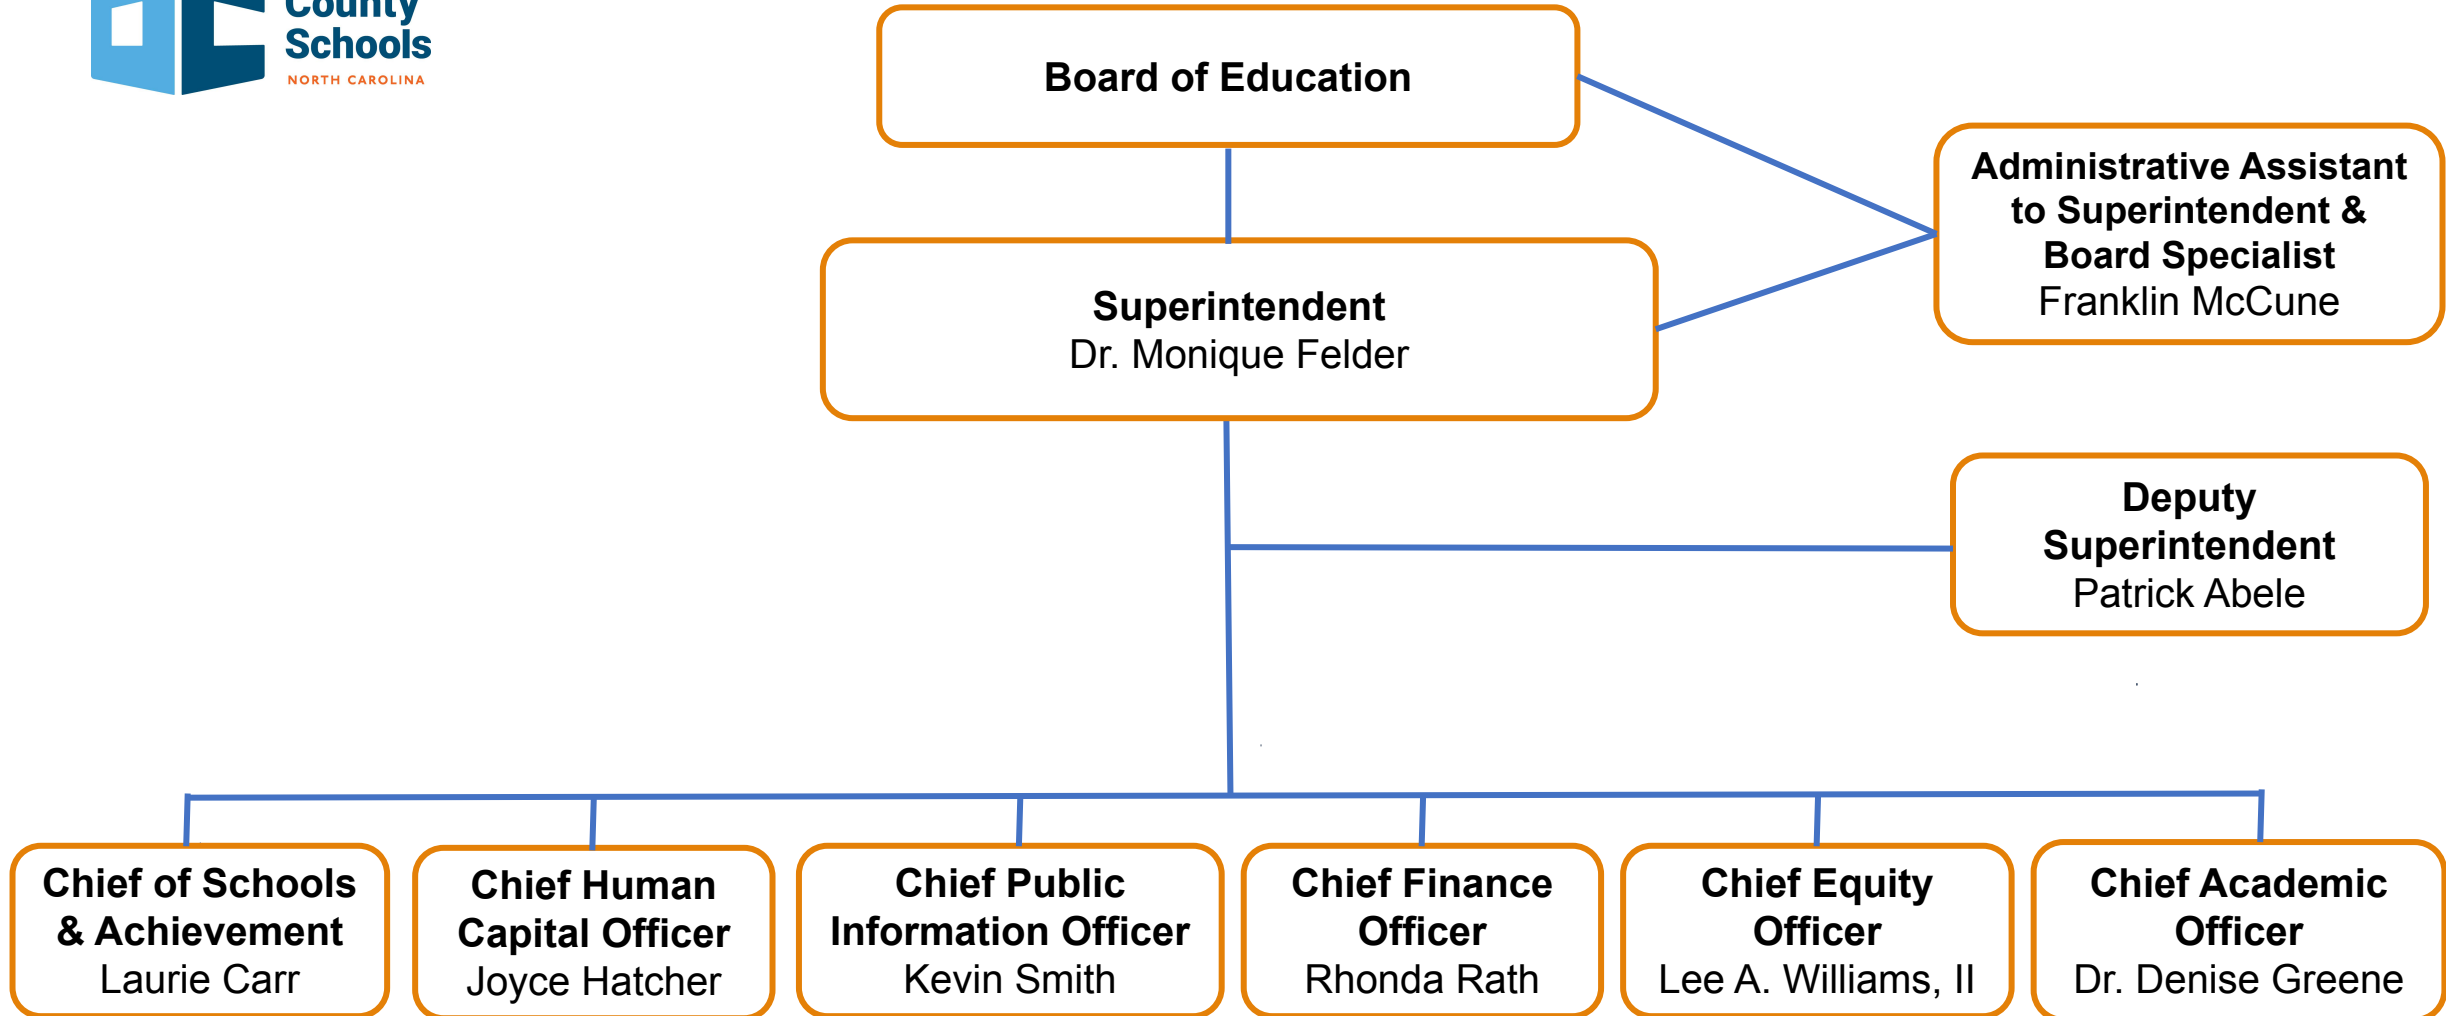 County
Schools
NORTH CAROLINA
Board of Education
Administrative Assistant
to Superintendent &
Board Specialist
Franklin McCune
Superintendent
Dr. Monique Felder
Deputy
Superintendent
Patrick Abele
Chief of Schools
& Achievement
Laurie Carr
Chief Human
Capital Officer
Joyce Hatcher
Chief Public
Information Officer
Kevin Smith
Chief Finance
Officer
Rhonda Rath
Chief Equity
Officer
Lee A. Williams, II
Chief Academic
Officer
Dr. Denise Greene